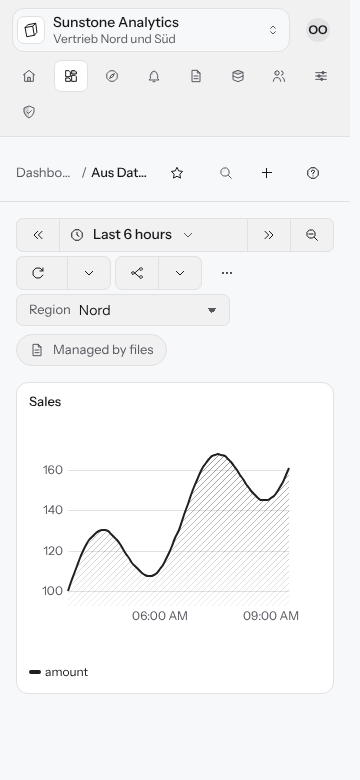 Sunstone Analytics
Vertrieb Nord und Süd
OO
Dashbo... / Aus Dat...
Last 6 hours
Region Nord
Managed by files
Sales
160
140
120
100
06:00 AM 09:00 AM
amount